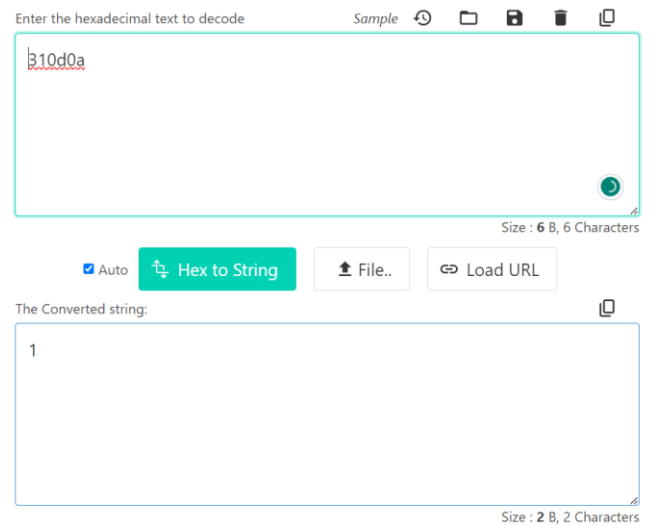 Enter the hexadecimal text to decode Sample
310d0a
Size : 6 B, 6 Characters
Auto Hex to String File.. Load URL
The Converted string:
1
Size : 2 B, 2 Characters